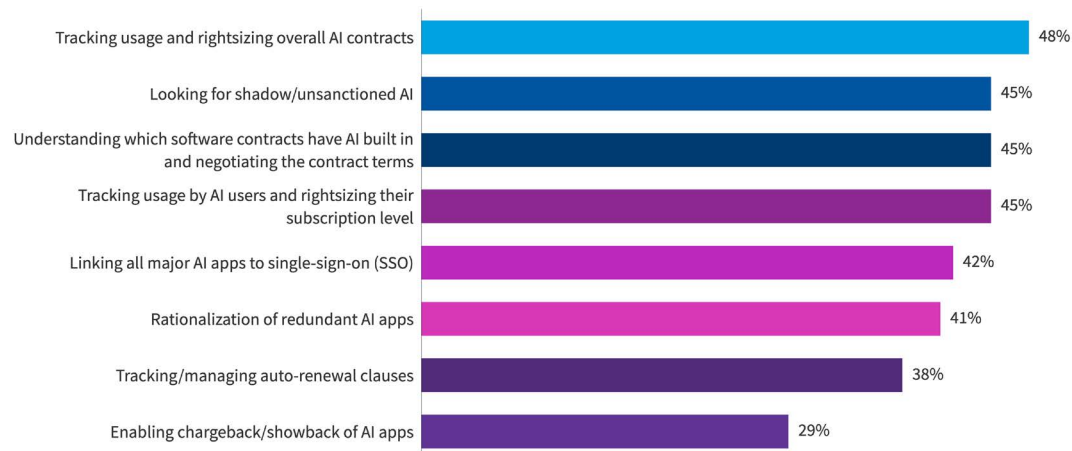 Tracking usage and rightsizing overall AI contracts 48%
Looking for shadow/unsanctioned AI 45%
Understanding which software contracts have AI built in
and negotiating the contract terms 45%
Tracking usage by AI users and rightsizing their
subscription level 45%
Linking all major AI apps to single-sign-on (SSO) 42%
Rationalization of redundant AI apps 41%
Tracking/managing auto-renewal clauses 38%
Enabling chargeback/showback of AI apps 29%